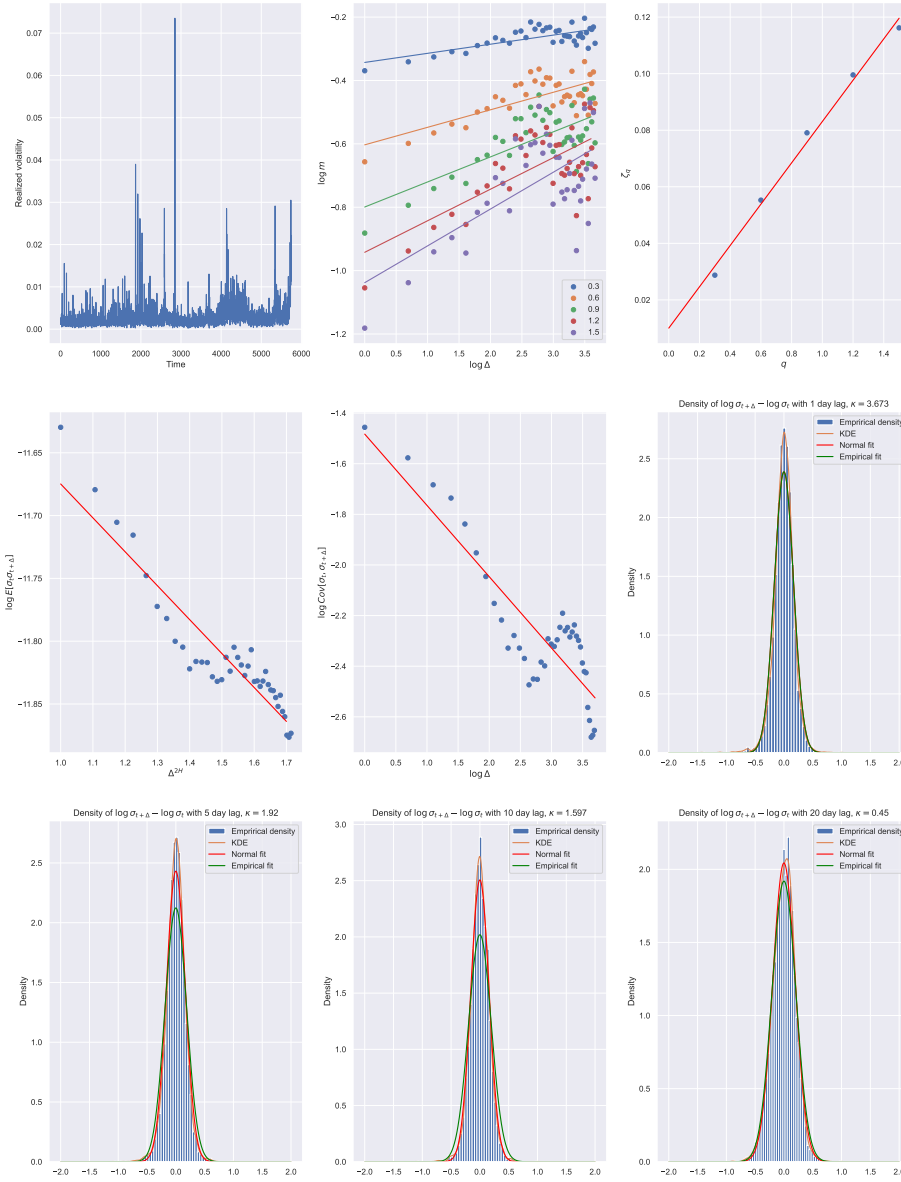 0.07
0.06
0.05
0.04
0.03
0.02
0.01
0.00
Realized volatility
0 1000 2000 3000 4000 5000 6000
Time
−0.2
−0.4
−0.6
−0.8
−1.0
−1.2
log m
0.3
0.6
0.9
1.2
1.5
0.0 0.5 1.0 1.5 2.0 2.5 3.0 3.5
log Δ
0.12
0.10
0.08
0.06
0.04
0.02
ζq
0.0 0.2 0.4 0.6 0.8 1.0 1.2 1.4
q
−11.65
−11.70
−11.75
−11.80
−11.85
log E[σtσt+Δ]
1.0 1.1 1.2 1.3 1.4 1.5 1.6 1.7
Δ2H
−1.4
−1.6
−1.8
−2.0
−2.2
−2.4
−2.6
log Cov[σt, σt+Δ]
0.0 0.5 1.0 1.5 2.0 2.5 3.0 3.5
log Δ
Density of log σt+Δ − log σt with 1 day lag, κ = 3.673
Emprirical density
KDE
Normal fit
Empirical fit
2.5
2.0
1.5
1.0
0.5
0.0
Density
−2.0 −1.5 −1.0 −0.5 0.0 0.5 1.0 1.5 2.0
Density of log σt+Δ − log σt with 5 day lag, κ = 1.92
Emprirical density
KDE
Normal fit
Empirical fit
2.5
2.0
1.5
1.0
0.5
0.0
Density
−2.0 −1.5 −1.0 −0.5 0.0 0.5 1.0 1.5 2.0
Density of log σt+Δ − log σt with 10 day lag, κ = 1.597
Emprirical density
KDE
Normal fit
Empirical fit
3.0
2.5
2.0
1.5
1.0
0.5
0.0
Density
−2.0 −1.5 −1.0 −0.5 0.0 0.5 1.0 1.5 2.0
Density of log σt+Δ − log σt with 20 day lag, κ = 0.45
Emprirical density
KDE
Normal fit
Empirical fit
2.0
1.5
1.0
0.5
0.0
Density
−2.0 −1.5 −1.0 −0.5 0.0 0.5 1.0 1.5 2.0